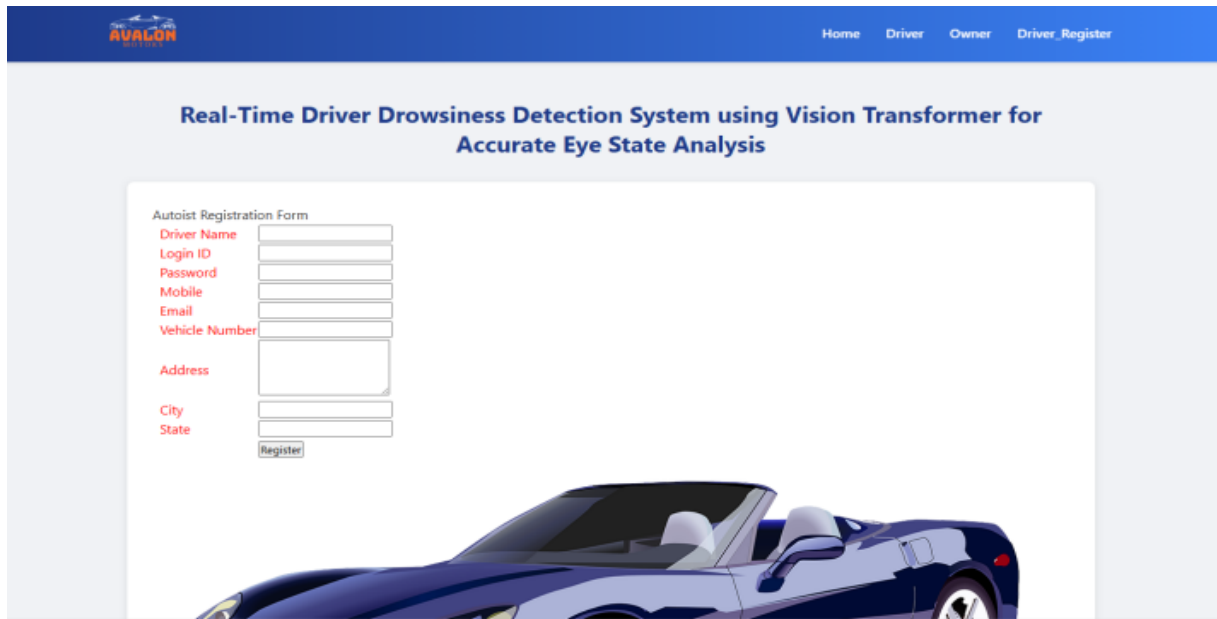 AVALON
MOTORS
Home Driver Owner Driver_Register
Real-Time Driver Drowsiness Detection System using Vision Transformer for
Accurate Eye State Analysis
Autoist Registration Form
Driver Name
Login ID
Password
Mobile
Email
Vehicle Number
Address
City
State
Register